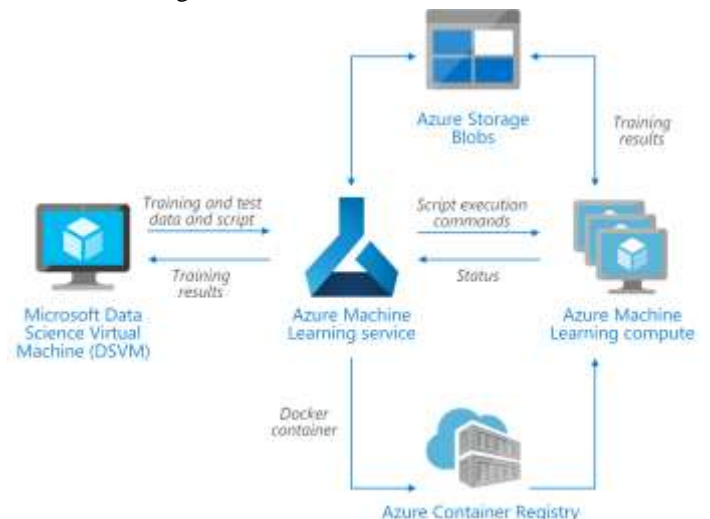 Azure Storage
Blobs
Training
results
Training and test
data and script
Script execution
commands
Training
results
Status
Microsoft Data
Science Virtual
Machine (DSVM)
Azure Machine
Learning service
Azure Machine
Learning compute
Docker
container
Azure Container Registry